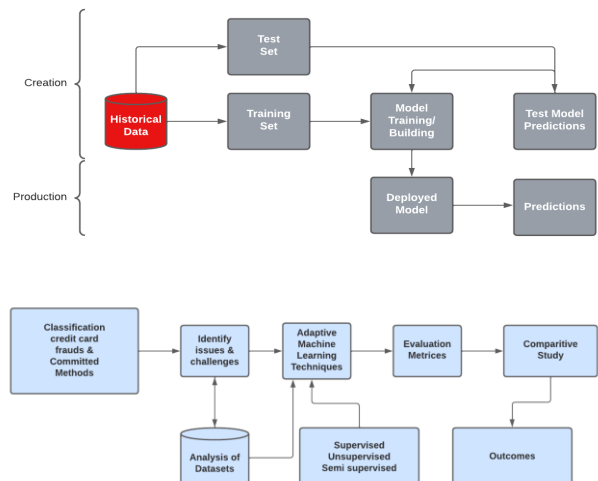 Test
Set
Creation
Historical
Data
Training
Set
Model
Training/
Building
Test Model
Predictions
Production
Deployed
Model
Predictions
Classification
credit card
frauds &
Committed
Methods
Identify
issues &
challenges
Adaptive
Machine
Learning
Techniques
Evaluation
Metrices
Comparitive
Study
Analysis of
Datasets
Supervised
Unsupervised
Semi supervised
Outcomes